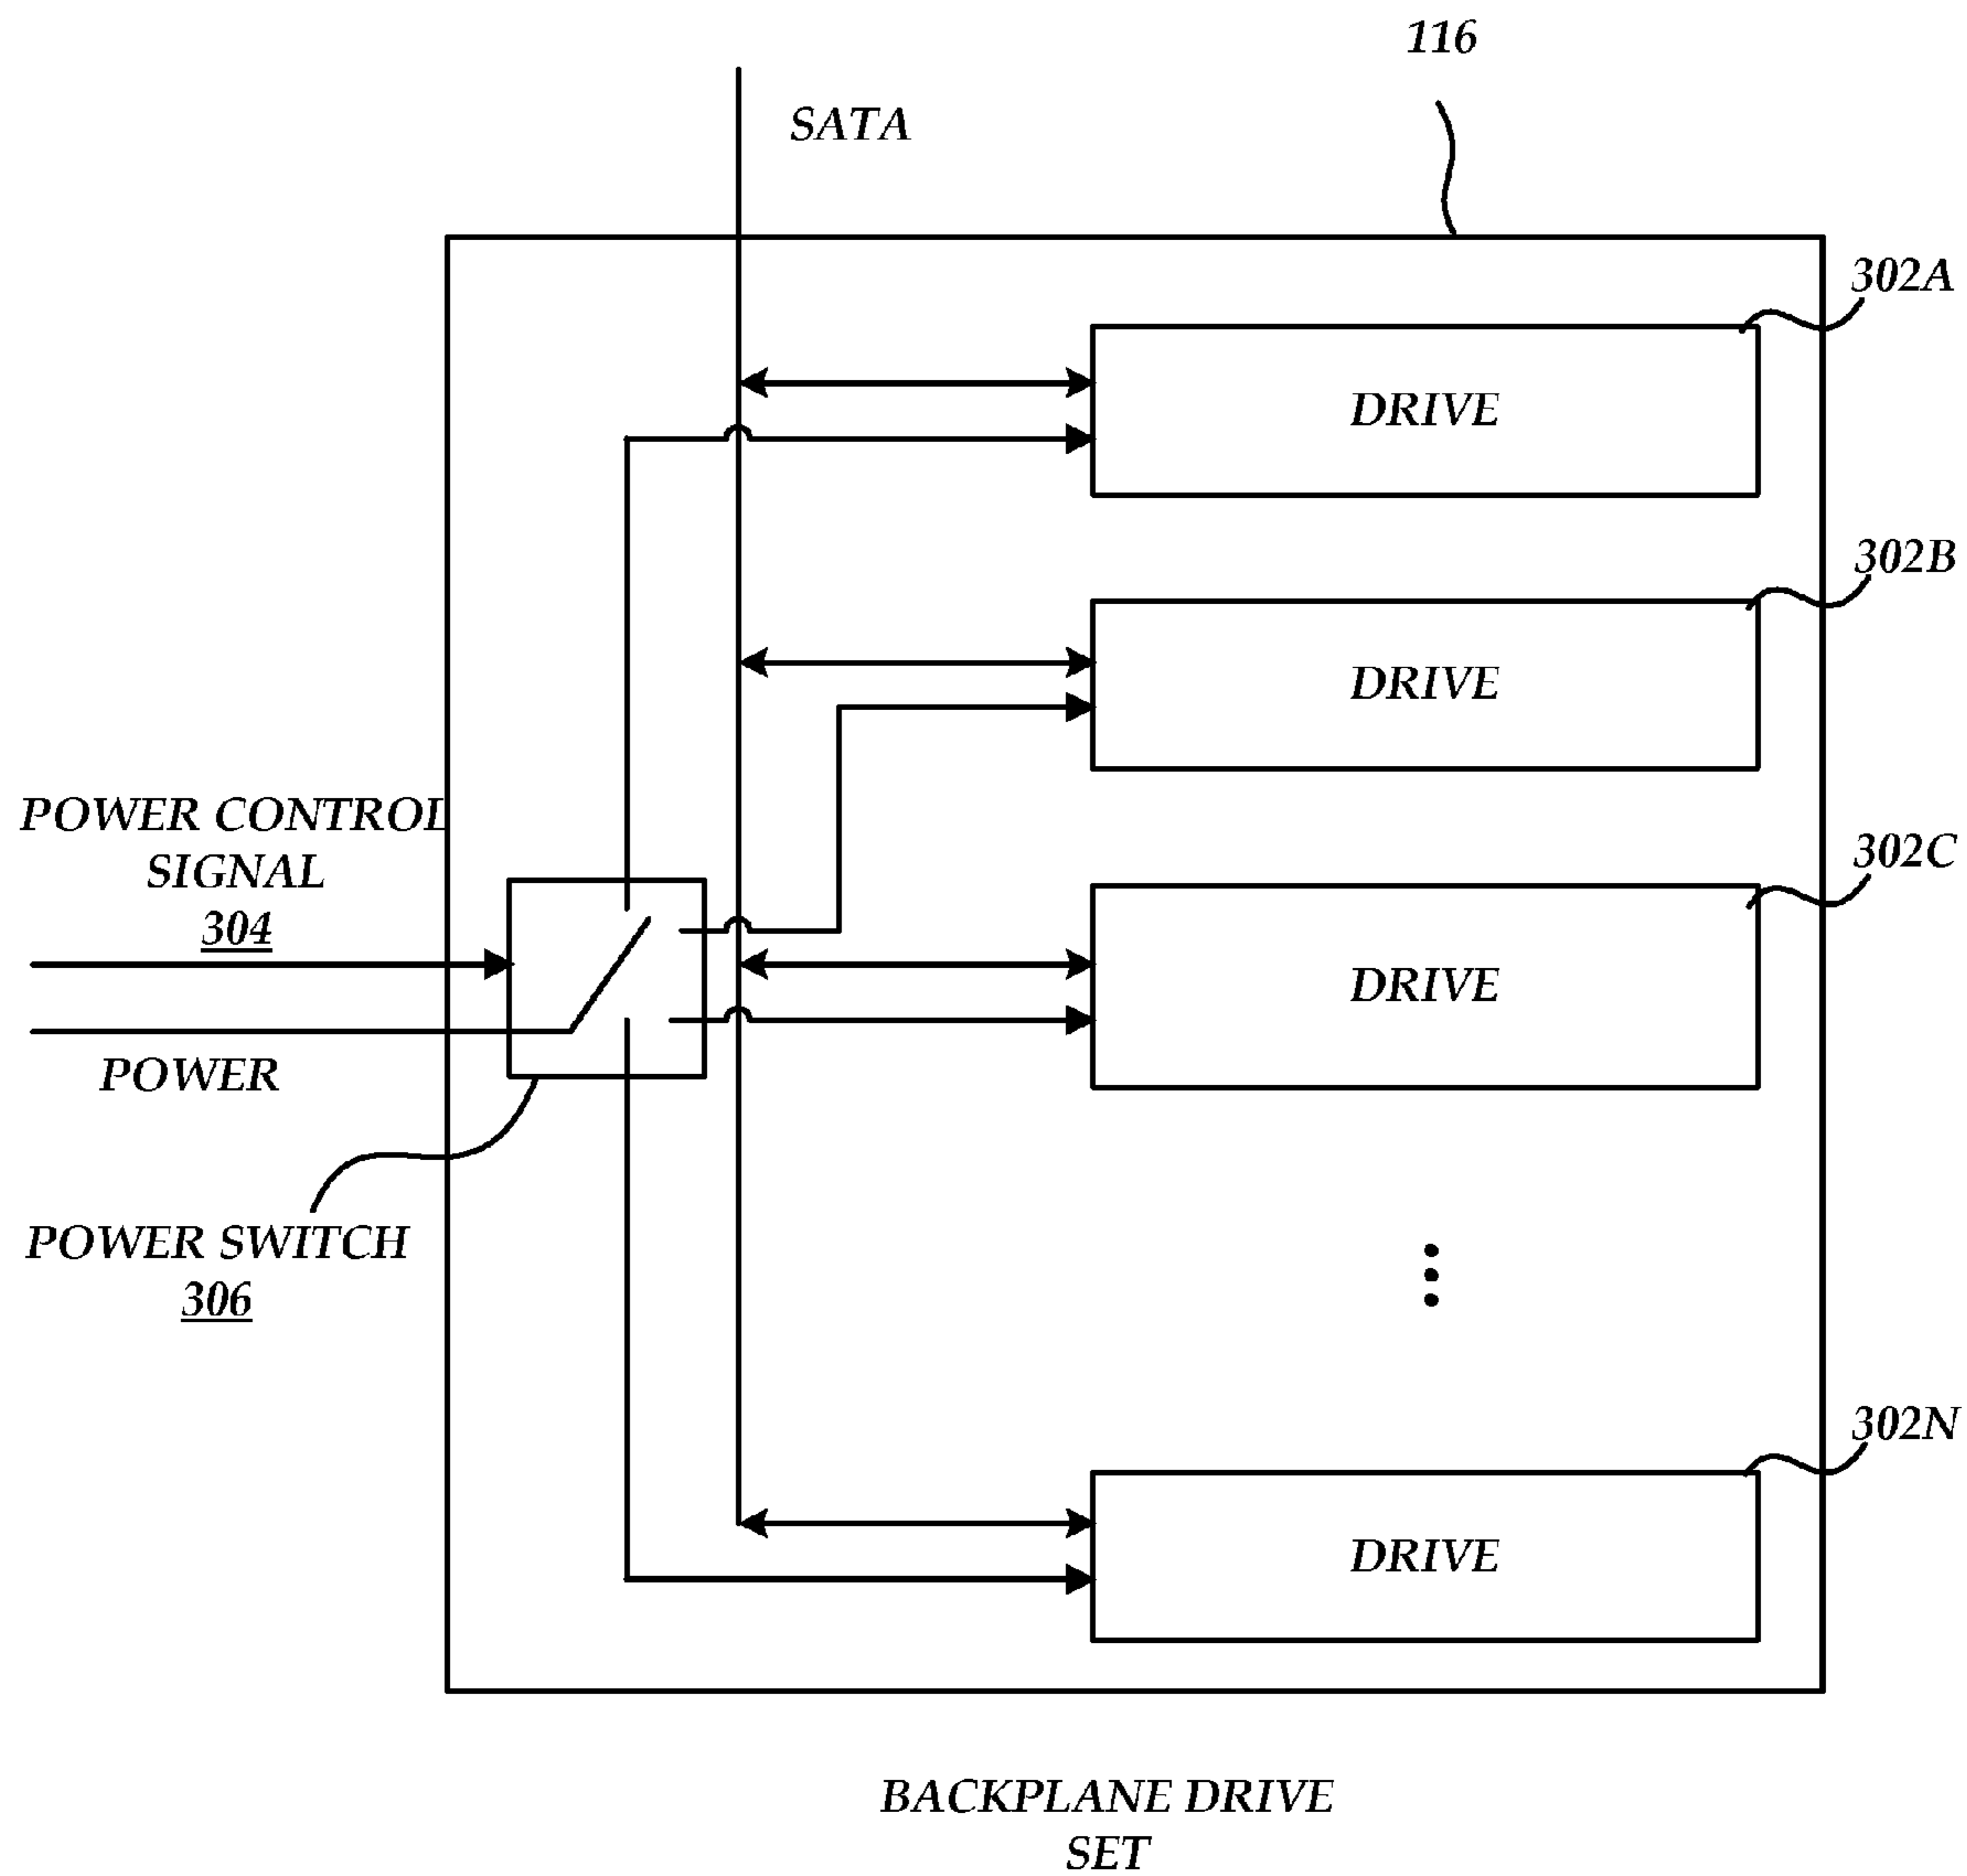 116
SATA
302A
DRIVE
302B
DRIVE
POWER CONTROL
SIGNAL
304
302C
DRIVE
POWER
POWER SWITCH
306
302N
DRIVE
BACKPLANE DRIVE
SET